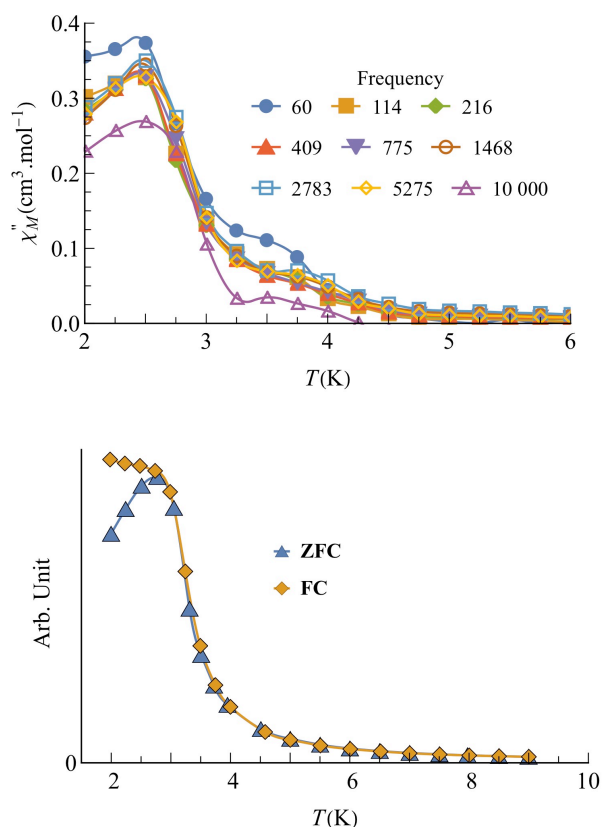 0.4
0.3
0.2
0.1
0.0
χ"M(cm³.mol⁻¹)
Frequency
60 114 216
409 775 1468
2783 5275 10 000
2 3 4 5 6
T(K)
Arb. Unit
ZFC
FC
0
2 4 6 8 10
T(K)